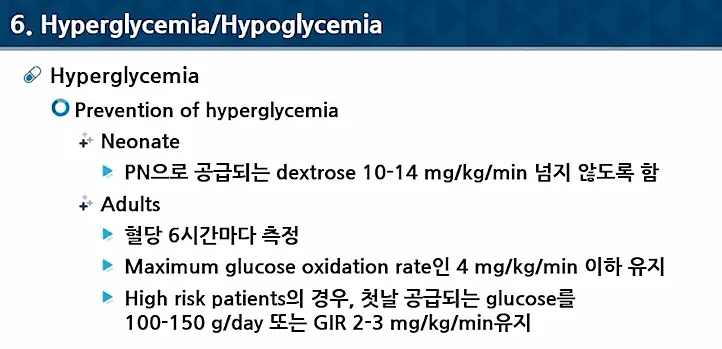 6. Hyperglycemia/Hypoglycemia
Hyperglycemia
Prevention of hyperglycemia
Neonate
PN으로 공급되는 dextrose 10-14 mg/kg/min 넘지 않도록 함
Adults
혈당 6시간마다 측정
Maximum glucose oxidation rate인 4 mg/kg/min 이하 유지
High risk patients의 경우, 첫날 공급되는 glucose를
100-150 g/day 또는 GIR 2-3 mg/kg/min유지